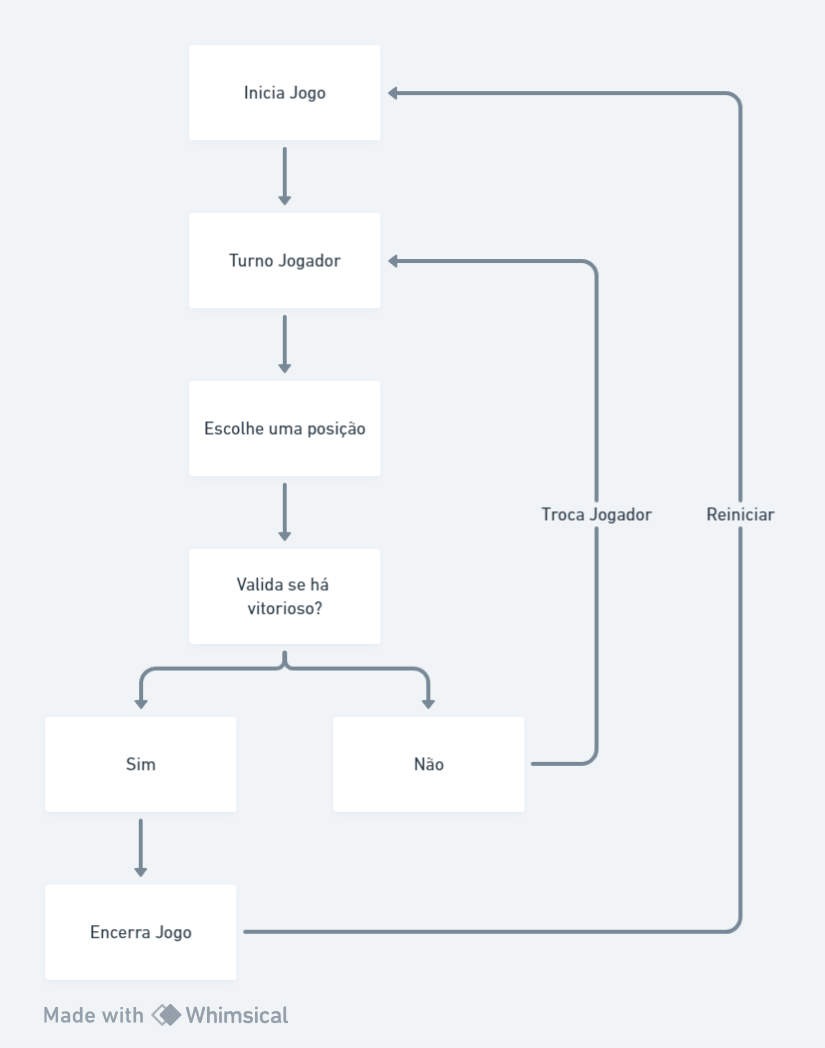 Inicia Jogo
Turno Jogador
Escolhe uma posição
Troca Jogador
Reiniciar
Valida se há
vitorioso?
Sim
Não
Encerra Jogo
Made with Whimsical